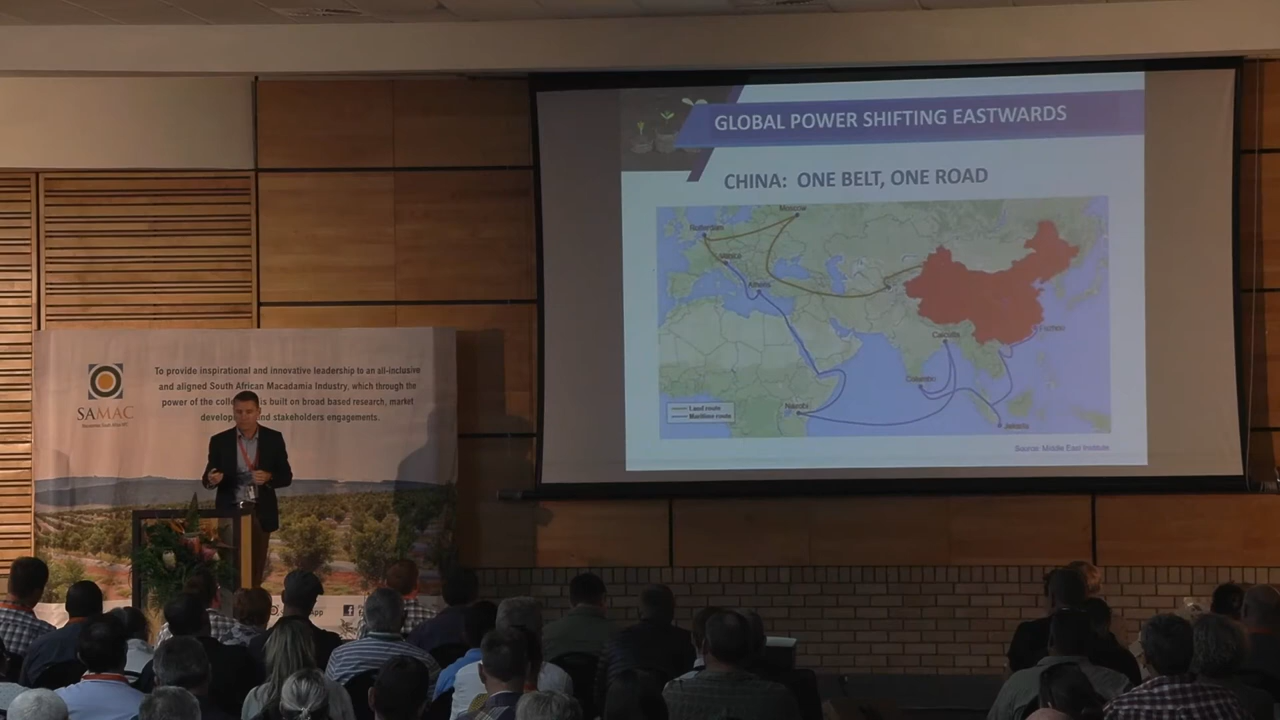 GLOBAL POWER SHIFTING EASTWARDS
CHINA: ONE BELT, ONE ROAD
Moscow
Rotterdam
Athens
Fuzhou
Calcutta
Colombo
Nairobi
Jakarta
Land route
Maritime route
Source: Middle East Institute
SAMAC
To provide inspirational and innovative leadership to an all-inclusive
and aligned South African Macadamia Industry, which through the
power of the is built on broad based research, market
stakeholders engagements.